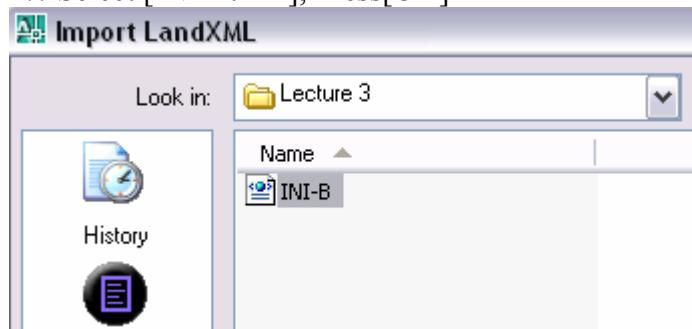 Import LandXML
Look in:
Lecture 3
Name
INI-B
History